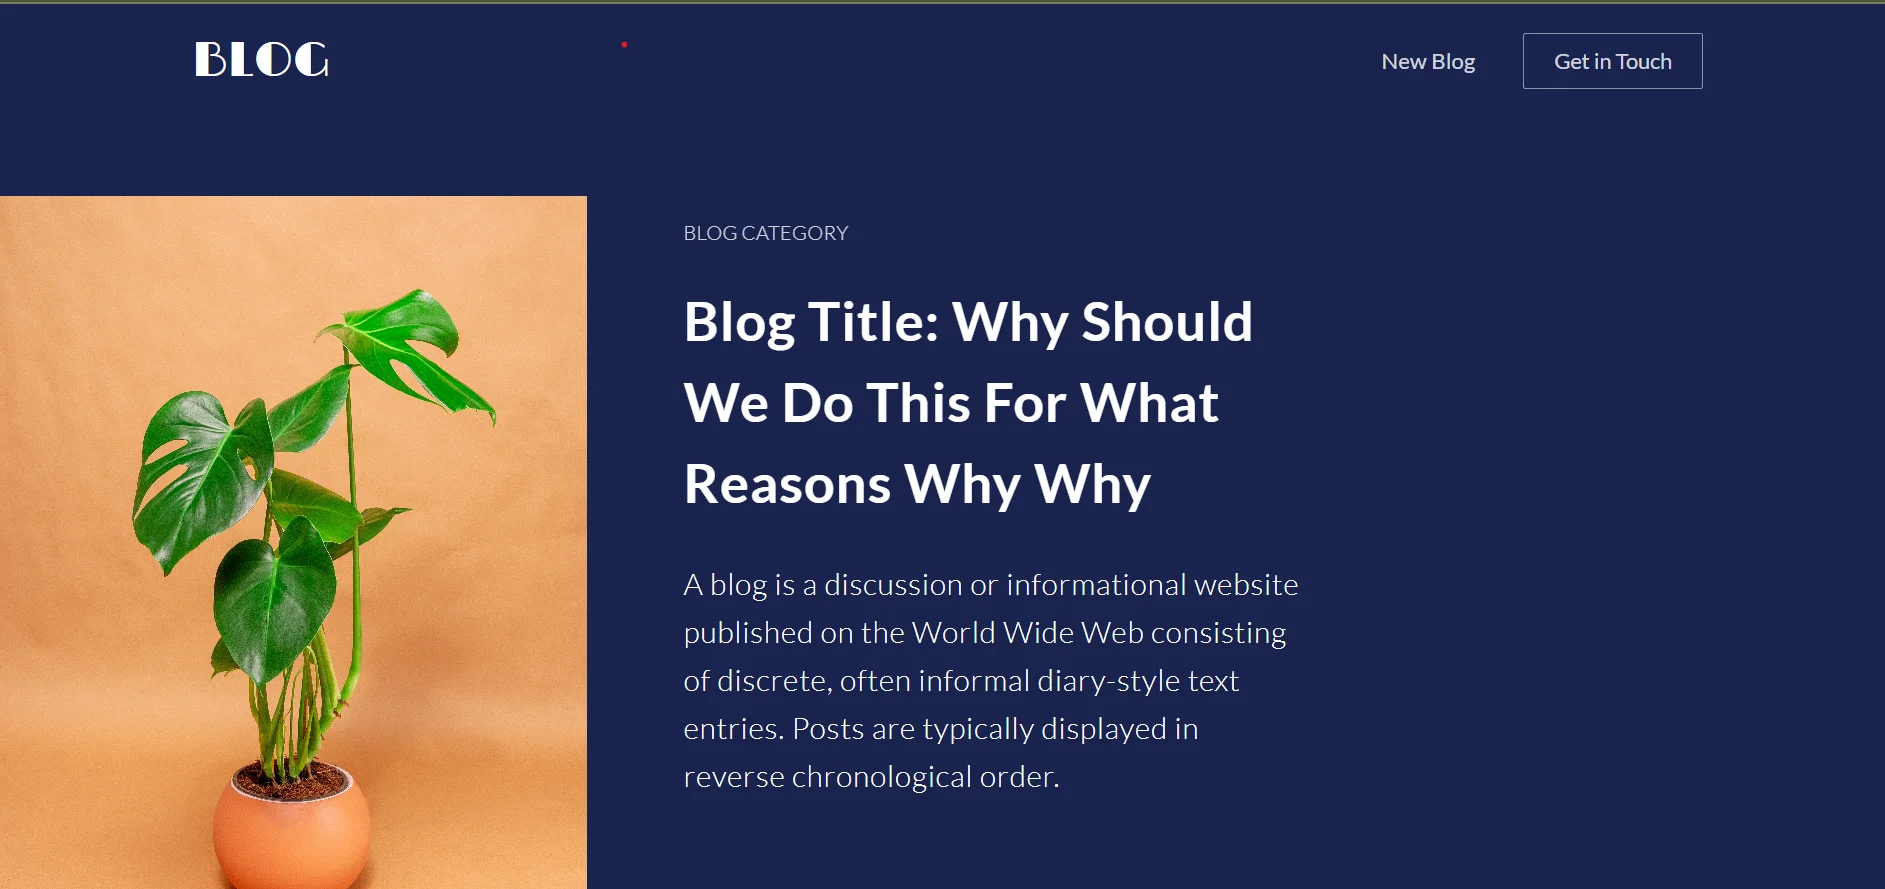 BLOG
New Blog
Get in Touch
BLOG CATEGORY
Blog Title: Why Should
We Do This For What
Reasons Why Why
A blog is a discussion or informational website
published on the World Wide Web consisting
of discrete, often informal diary-style text
entries. Posts are typically displayed in
reverse chronological order.